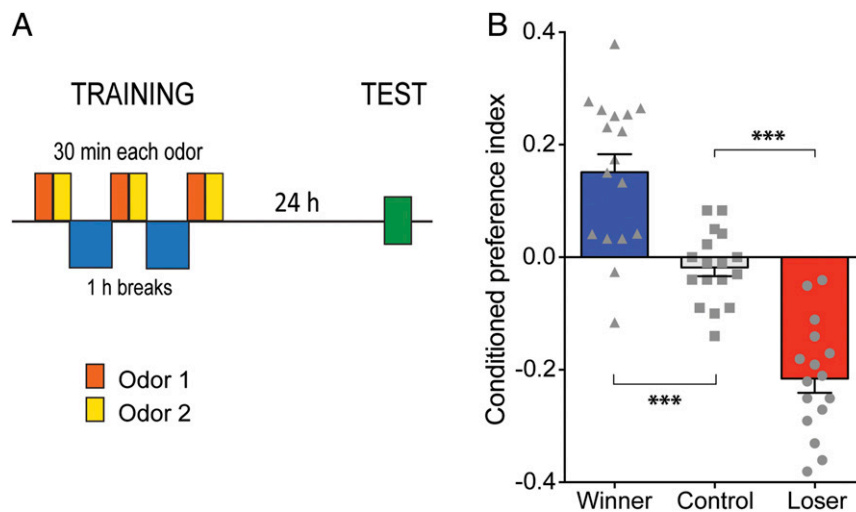 A
TRAINING
TEST
30 min each odor
24 h
1 h breaks
Odor 1
Odor 2
B
Conditioned preference index
0.4
0.2
0.0
-0.2
-0.4
***
***
Winner
Control
Loser